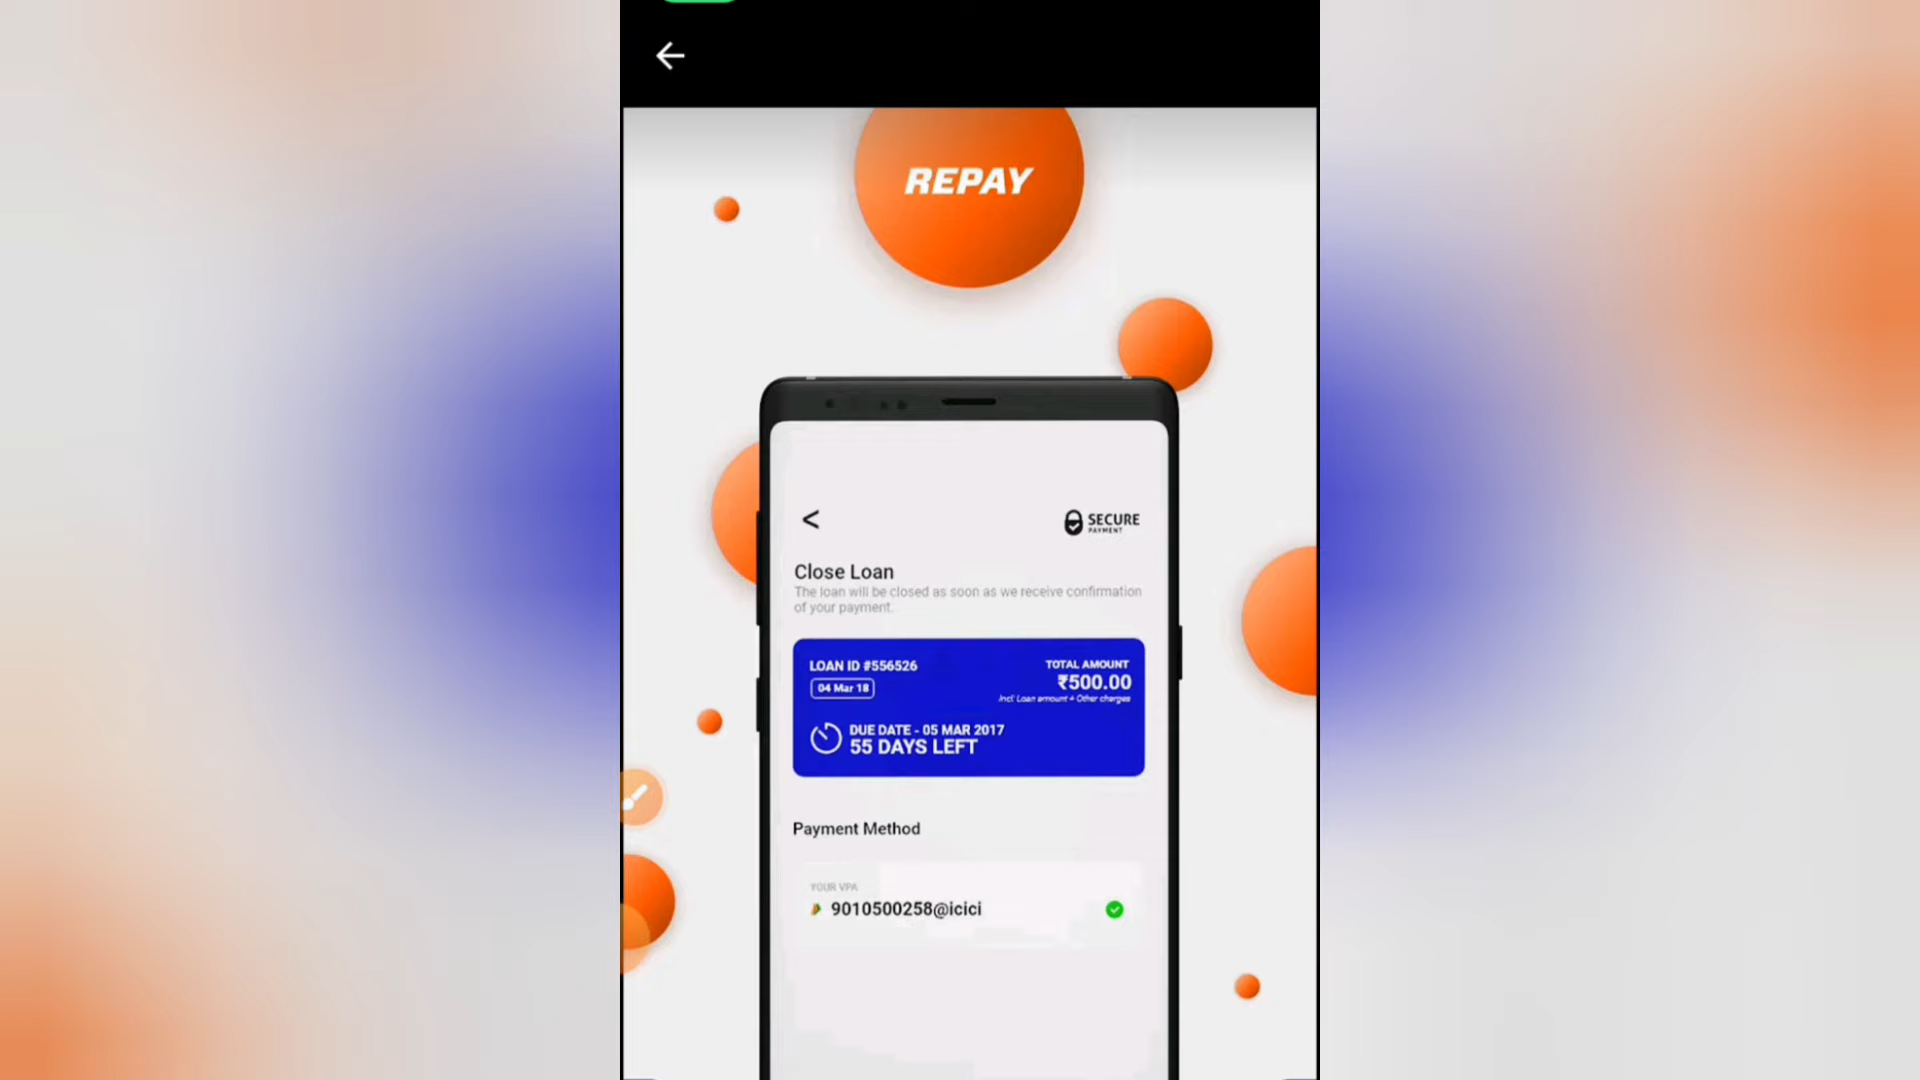 REPAY
<
SECURE
PAYMENT
Close Loan
The loan will be closed as soon as we receive confirmation
of your payment.
LOAN ID #556526
04 Mar 18
TOTAL AMOUNT
₹500.00
Incl Loan amount + Other charges
DUE DATE - 05 MAR 2017
55 DAYS LEFT
Payment Method
YOUR VPA
9010500258@icici